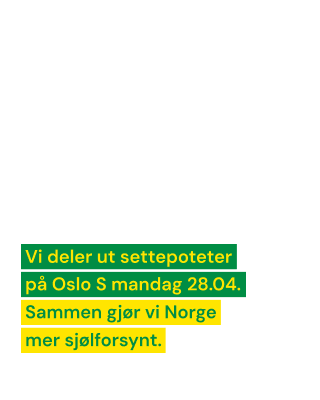 Vi deler ut settepoteter
på Oslo S mandag 28.04.
Sammen gjør vi Norge
mer sjølforsynt.